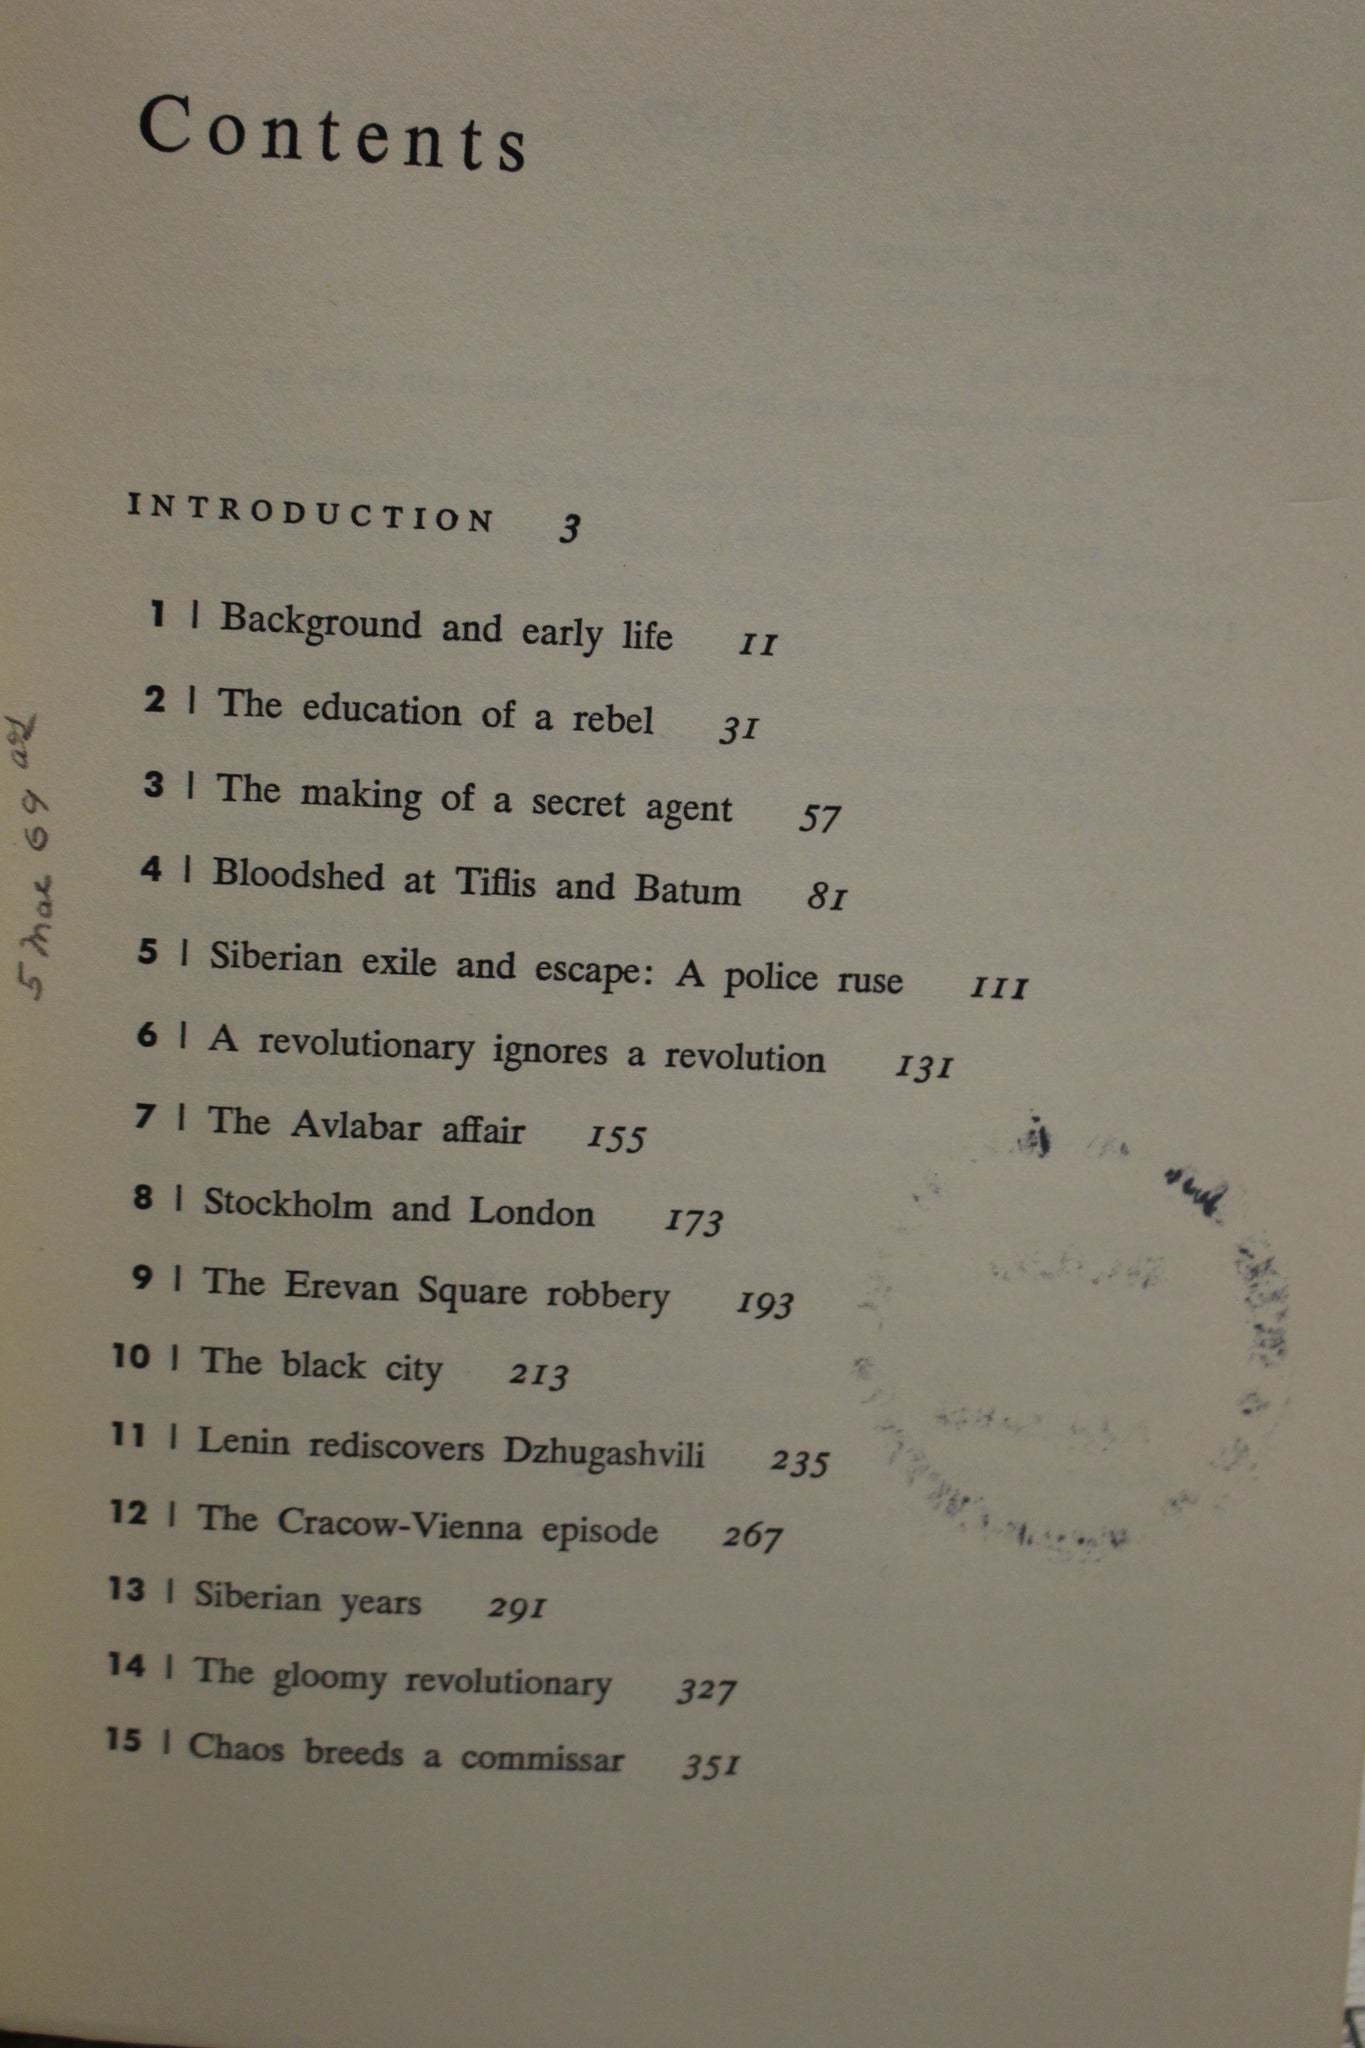 Contents
INTRODUCTION 3
1 | Background and early life 11
2 | The education of a rebel 31
3 | The making of a secret agent 57
4 | Bloodshed at Tiflis and Batum 81
5 | Siberian exile and escape: A police ruse 111
6 | A revolutionary ignores a revolution 131
7 | The Avlabar affair 155
8 | Stockholm and London 173
9 | The Erevan Square robbery 193
10 | The black city 213
11 | Lenin rediscovers Dzhugashvili 235
12 | The Cracow-Vienna episode 267
13 | Siberian years 291
14 | The gloomy revolutionary 327
15 | Chaos breeds a commissar 351
5 Mar 69